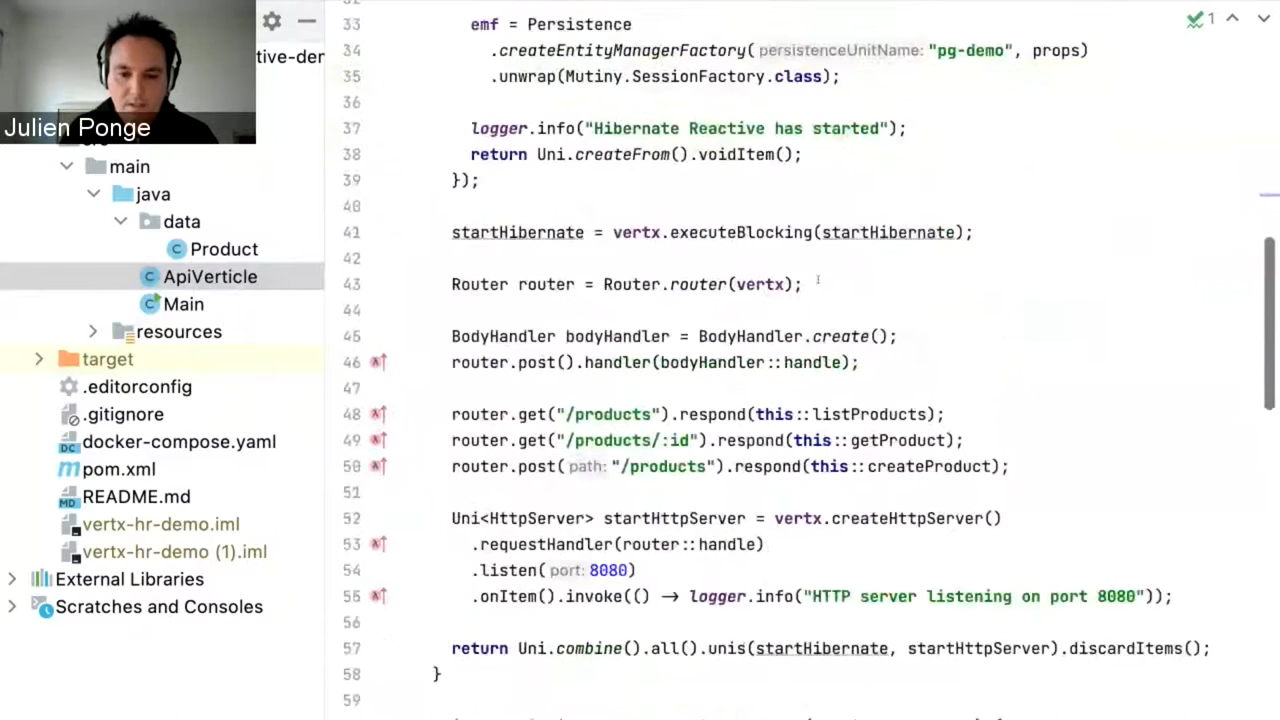 Julien Ponge
tive-der
main
java
data
Product
ApiVerticle
Main
resources
target
.editorconfig
.gitignore
docker-compose.yaml
pom.xml
README.md
vertx-hr-demo.iml
vertx-hr-demo (1).iml
External Libraries
Scratches and Consoles
1
33 emf = Persistence
34 .createEntityManagerFactory( persistenceUnitName: "pg-demo", props)
35 .unwrap(Mutiny.SessionFactory.class);
36
37 logger.info("Hibernate Reactive has started");
38 return Uni.createFrom().voidItem();
39 });
40
41 startHibernate = vertx.executeBlocking(startHibernate);
42
43 Router router = Router.router(vertx);
44
45 BodyHandler bodyHandler = BodyHandler.create();
46 router.post().handler(bodyHandler::handle);
47
48 router.get("/products").respond(this::listProducts);
49 router.get("/products/:id").respond(this::getProduct);
50 router.post( path: "/products").respond(this::createProduct);
51
52 Uni<HttpServer> startHttpServer = vertx.createHttpServer()
53 .requestHandler(router::handle)
54 .listen( port: 8080)
55 .onItem().invoke(() → logger.info("HTTP server listening on port 8080"));
56
57 return Uni.combine().all().unis(startHibernate, startHttpServer).discardItems();
58 }
59